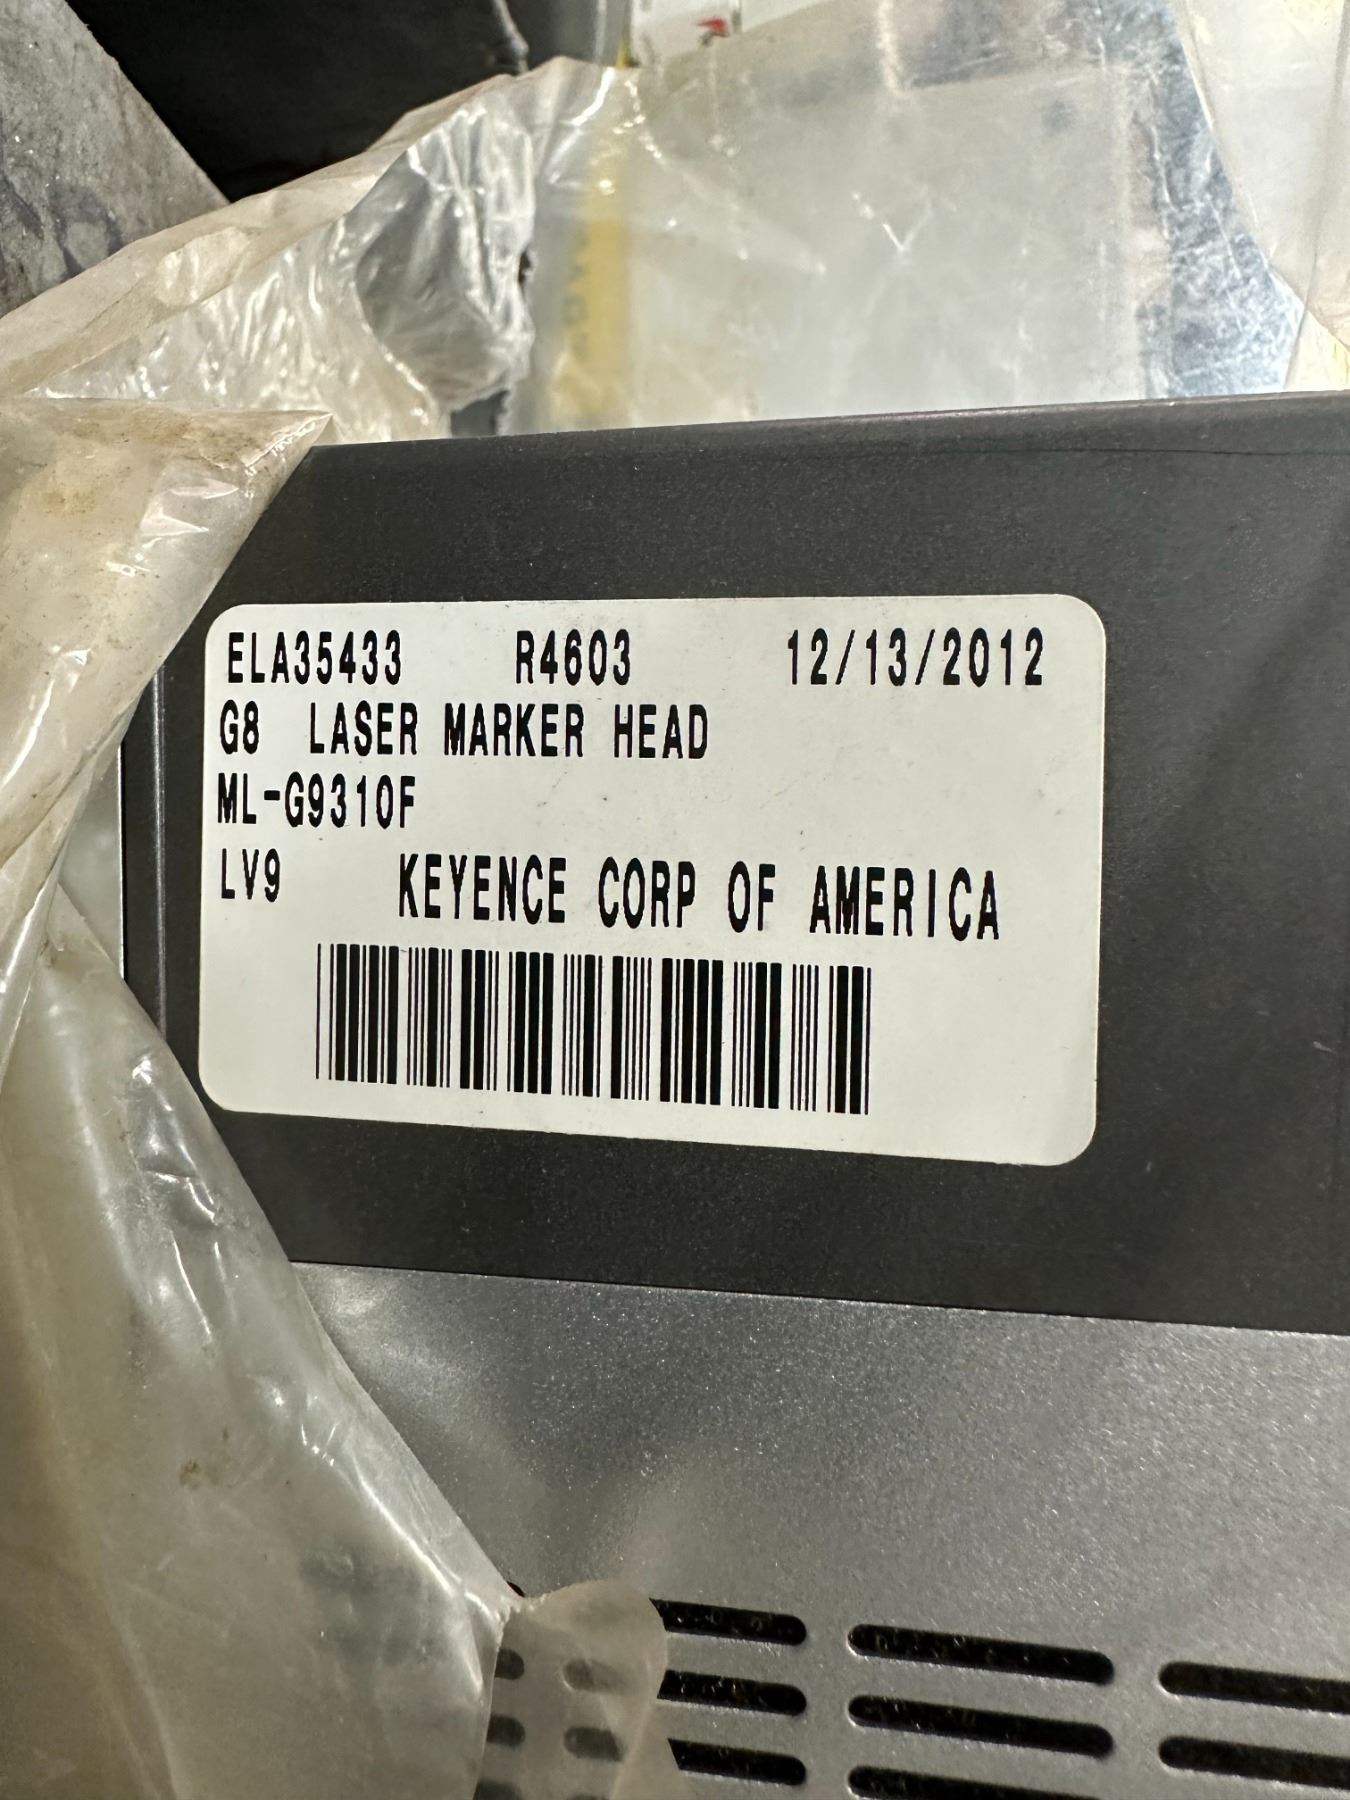 ELA35433 R4603 12/13/2012
G8 LASER MARKER HEAD
ML-G9310F
LV9 KEYENCE CORP OF AMERICA